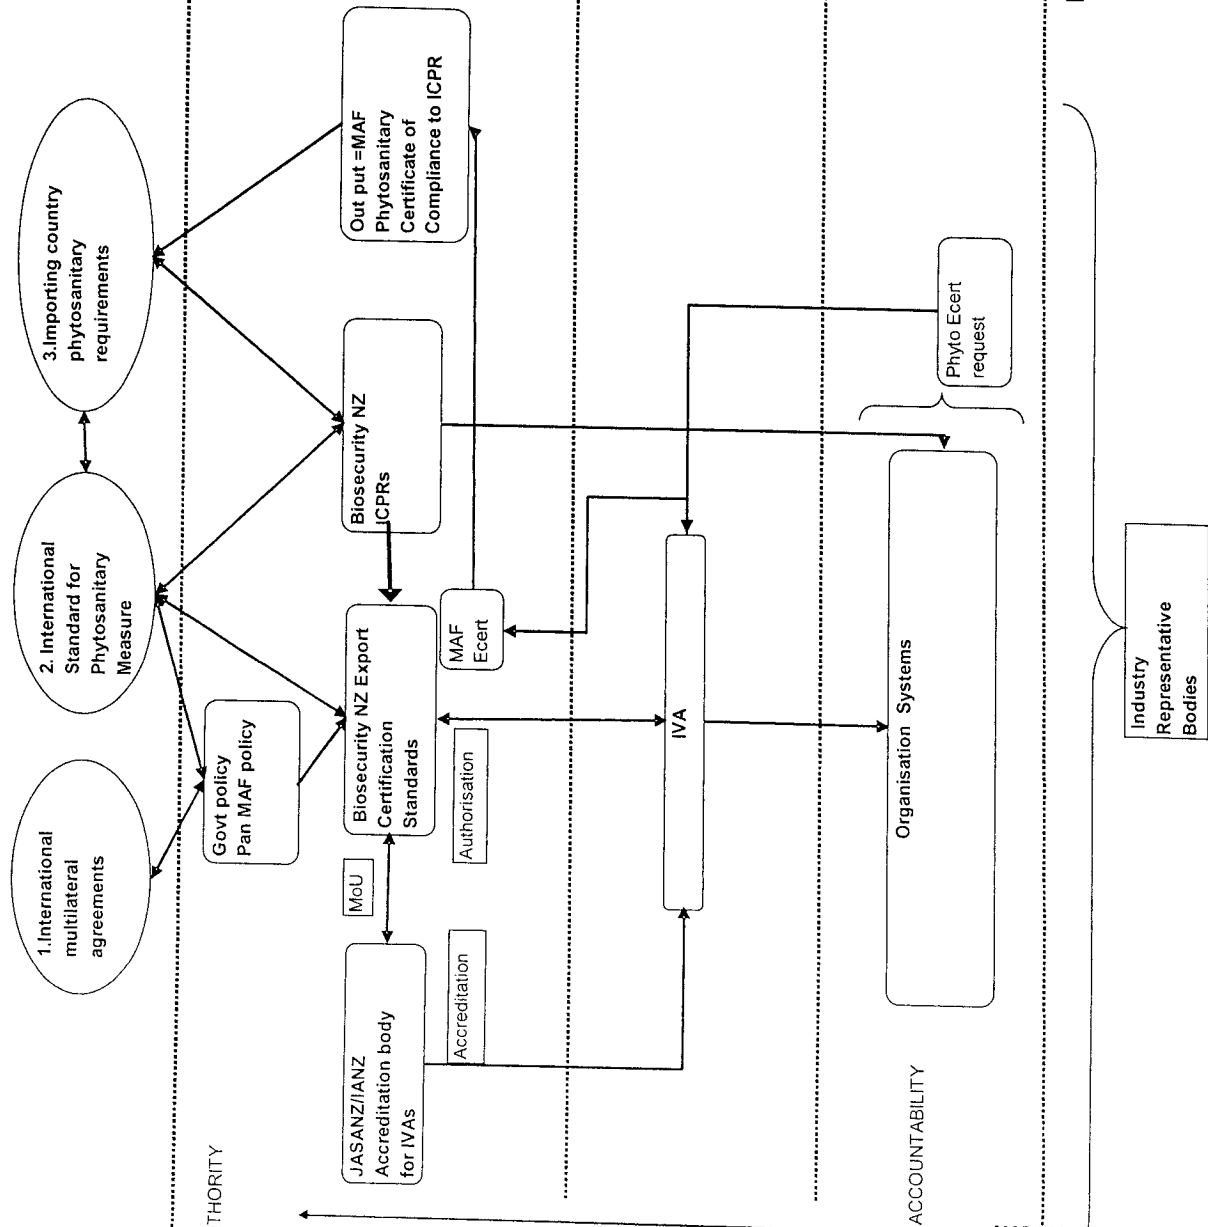 1.International
multilateral
agreements
2. International
Standard for
Phytosanitary
Measure
3.Importing country
phytosanitary
requirements
THORITY
Govt policy
Pan MAF policy
JASANZ/IANZ
Accreditation body
for IVAs
MoU
Biosecurity NZ Export
Certification
Standards
Biosecurity NZ
ICPRs
Out put =MAF
Phytosanitary
Certificate of
Compliance to ICPR
Accreditation
Authorisation
MAF
Ecert
IVA
ACCOUNTABILITY
Organisation Systems
Phyto Ecert
request
Industry
Representative
Bodies